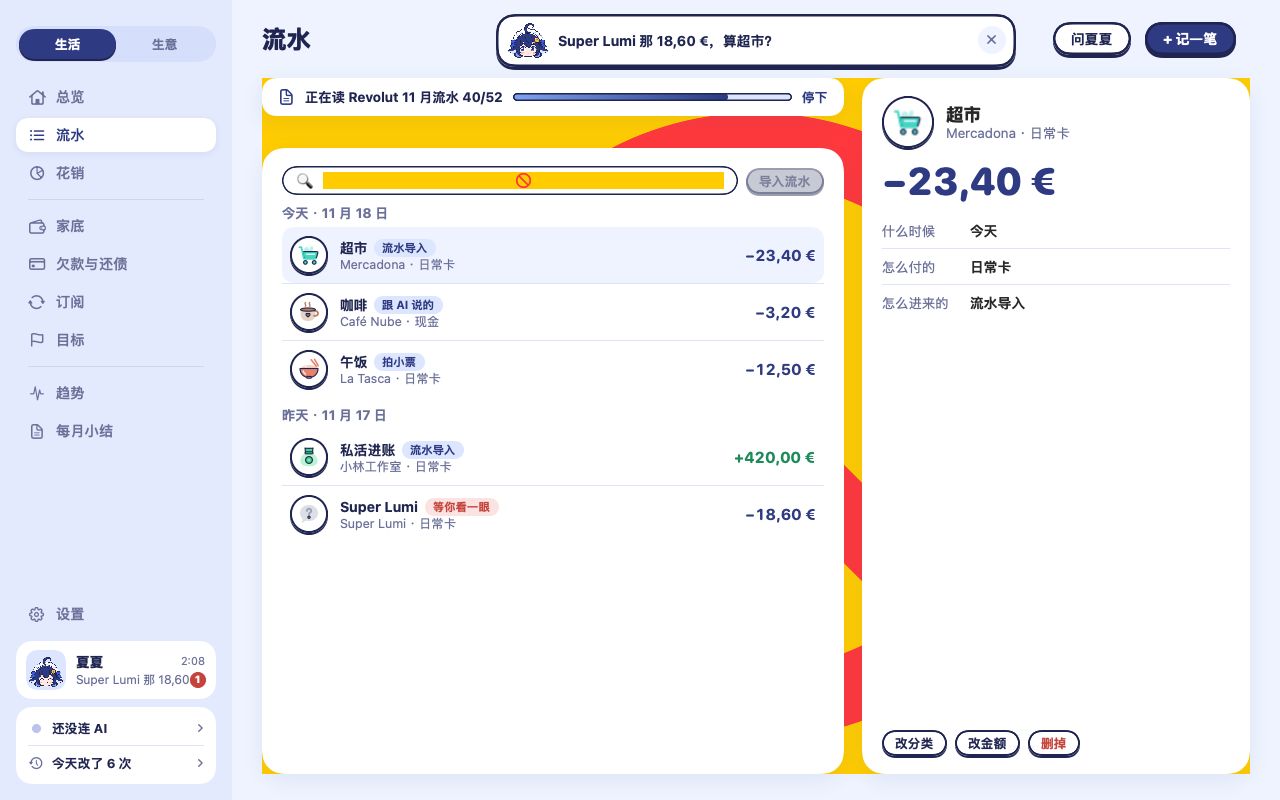 生活
生意
总览
流水
花销
家底
欠款与还债
订阅
目标
趋势
每月小结
设置
夏夏 2:08
Super Lumi 那 18,60 1
还没连 AI
今天改了 6 次
流水
Super Lumi 那 18,60 €，算超市?
问夏夏
+ 记一笔
正在读 Revolut 11 月流水 40/52
停下
导入流水
今天 · 11 月 18 日
超市 流水导入
Mercadona · 日常卡
−23,40 €
咖啡 跟 AI 说的
Café Nube · 现金
−3,20 €
午饭 拍小票
La Tasca · 日常卡
−12,50 €
昨天 · 11 月 17 日
私活进账 流水导入
小林工作室 · 日常卡
+420,00 €
Super Lumi 等你看一眼
Super Lumi · 日常卡
−18,60 €
超市
Mercadona · 日常卡
−23,40 €
什么时候 今天
怎么付的 日常卡
怎么进来的 流水导入
改分类
改金额
删掉